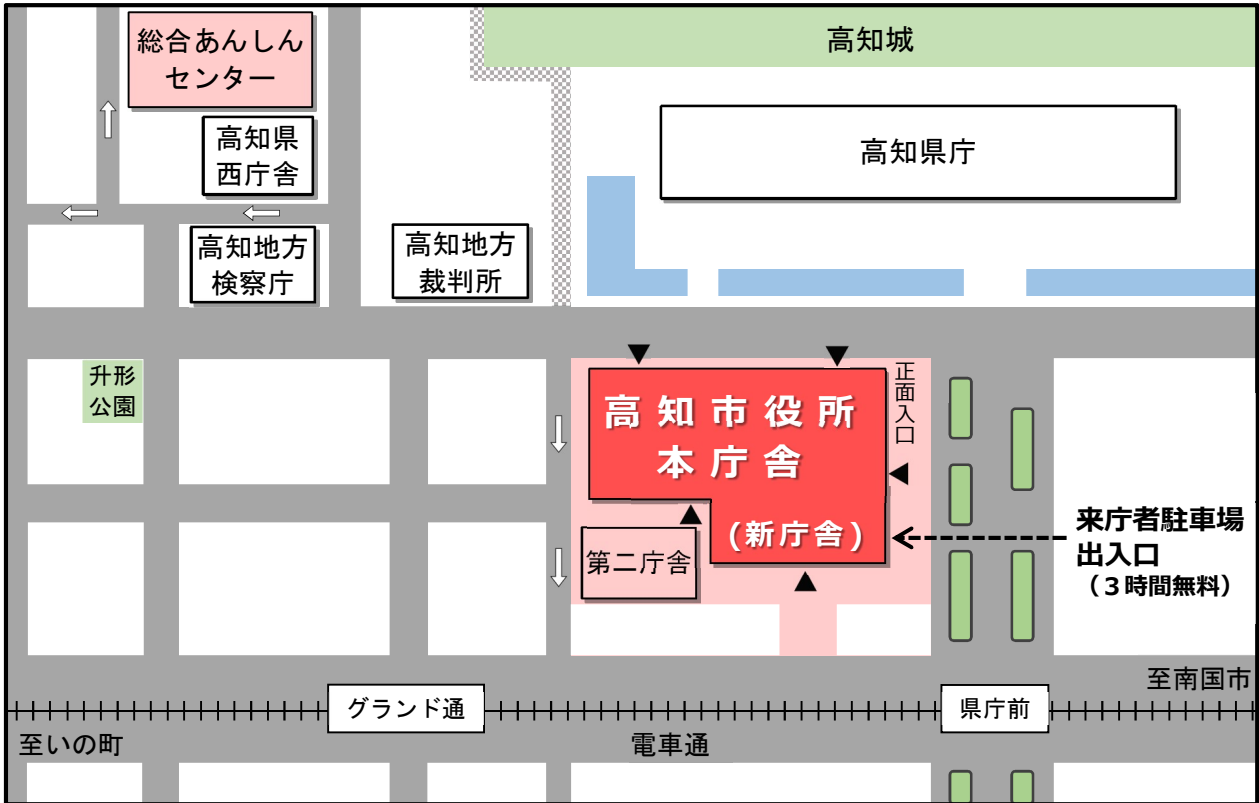 総合あんしん
センター
高知城
高知県
西庁舎
高知県庁
高知地方
検察庁
高知地方
裁判所
升形
公園
高知市役所
本庁舎
(新庁舎)
正面入口
第二庁舎
来庁者駐車場
出入口
（３時間無料）
至南国市
グランド通
県庁前
至いの町
電車通